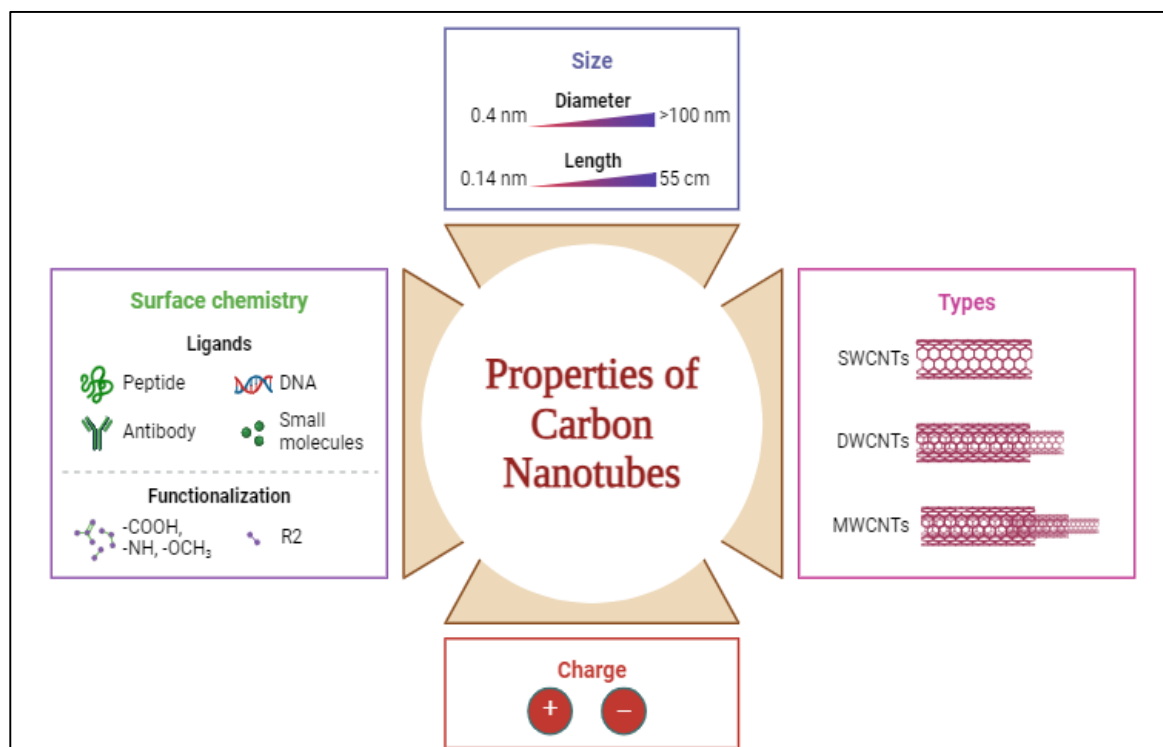 Size
Diameter
0.4 nm >100 nm
Length
0.14 nm 55 cm
Surface chemistry
Ligands
Peptide DNA
Antibody Small
molecules
Functionalization
-COOH,
-NH, -OCH₃ R2
Properties of
Carbon
Nanotubes
Types
SWCNTs
DWCNTs
MWCNTs
Charge
+ −